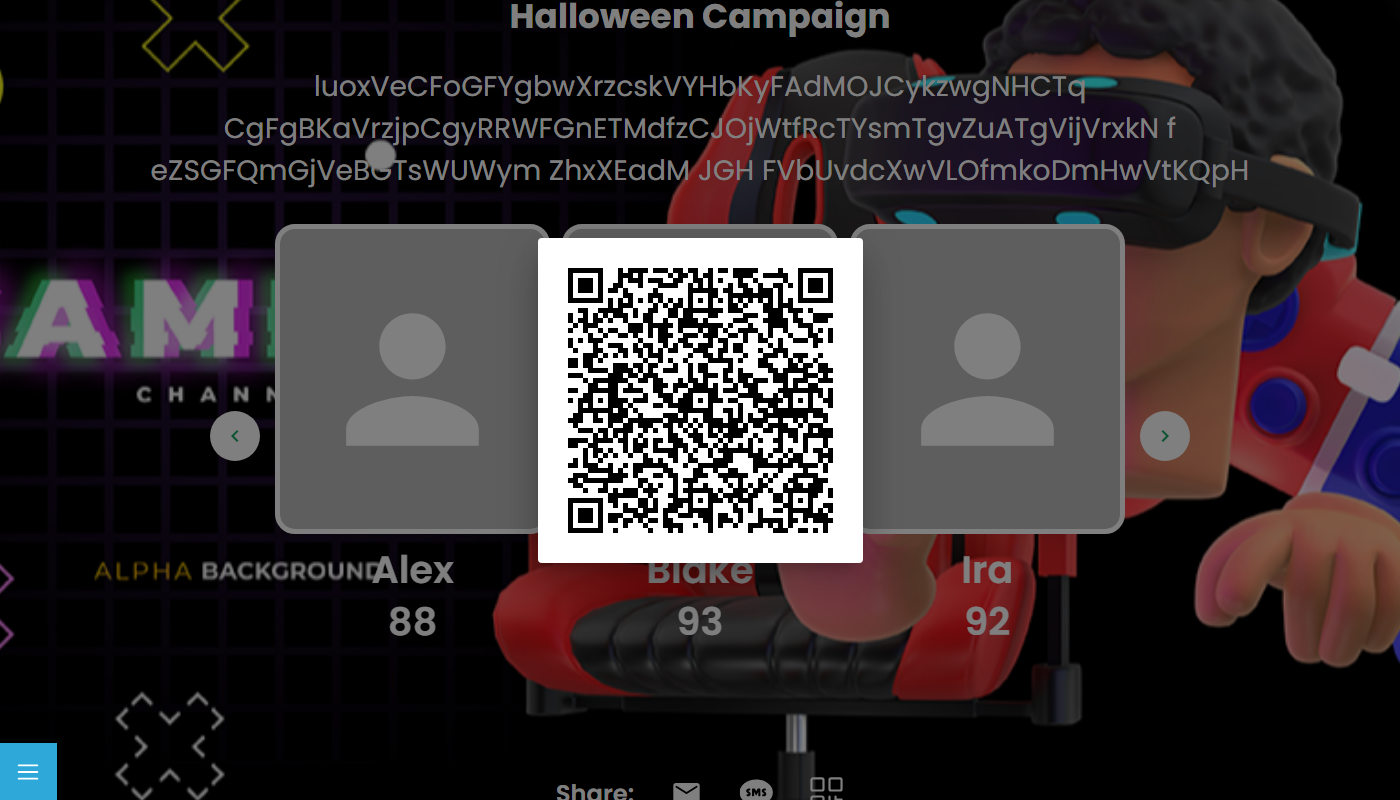 Halloween Campaign
luoxVeCFoGFYgbwXrzcskVYHbKyFAdMOJCykzwgNHCTq
CgFgBKaVrzjpCgyRRWFGnETMdfzCJOjWtfRcTYsmTgvZuATgVijVrxkN f
eZSGFQmGjVeBGTsWUWym ZhxXEadM JGH FVbUvdcXwVLOfmkoDmHwVtKQpH
AM
CHANN
ALPHA BACKGROUND
Alex
Blake
Ira
88
93
92
Share:
SMS